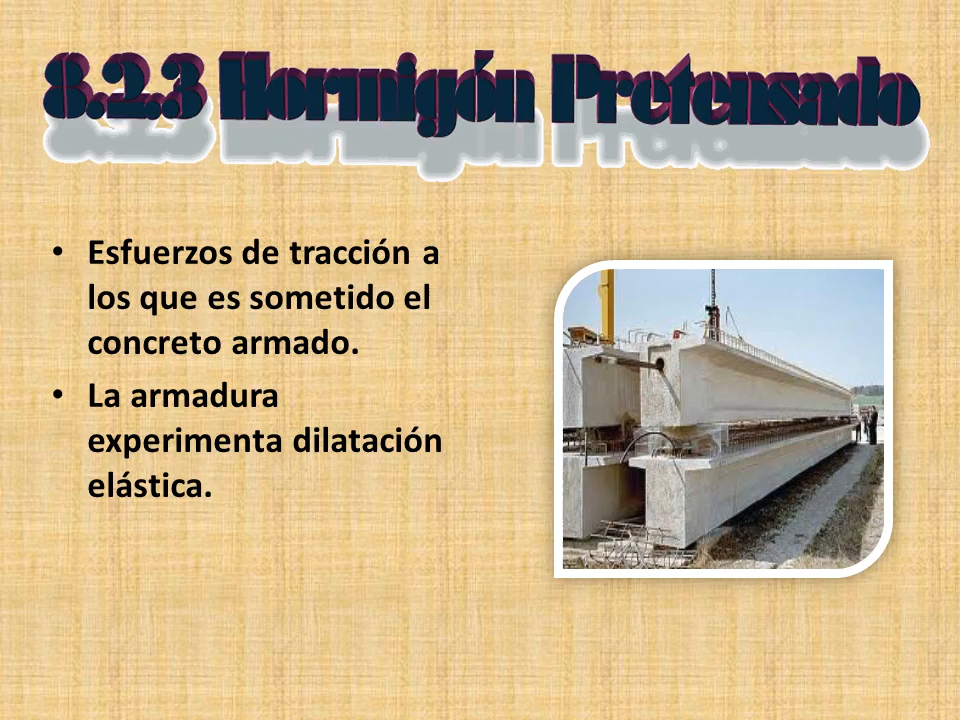 8.2.3 Hormigón Pretensado
• Esfuerzos de tracción a
los que es sometido el
concreto armado.
• La armadura
experimenta dilatación
elástica.